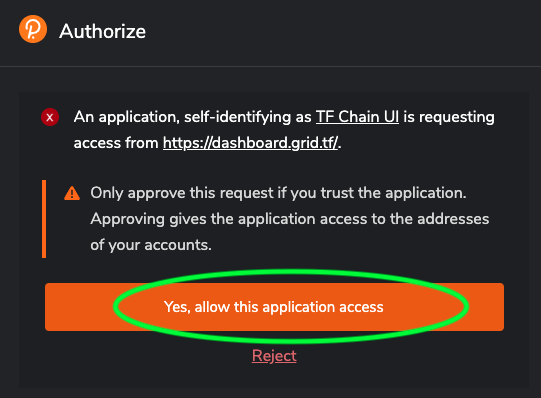 Authorize
An application, self-identifying as TF Chain UI is requesting
access from https://dashboard.grid.tf/.
Only approve this request if you trust the application.
Approving gives the application access to the addresses
of your accounts.
Yes, allow this application access
Reject